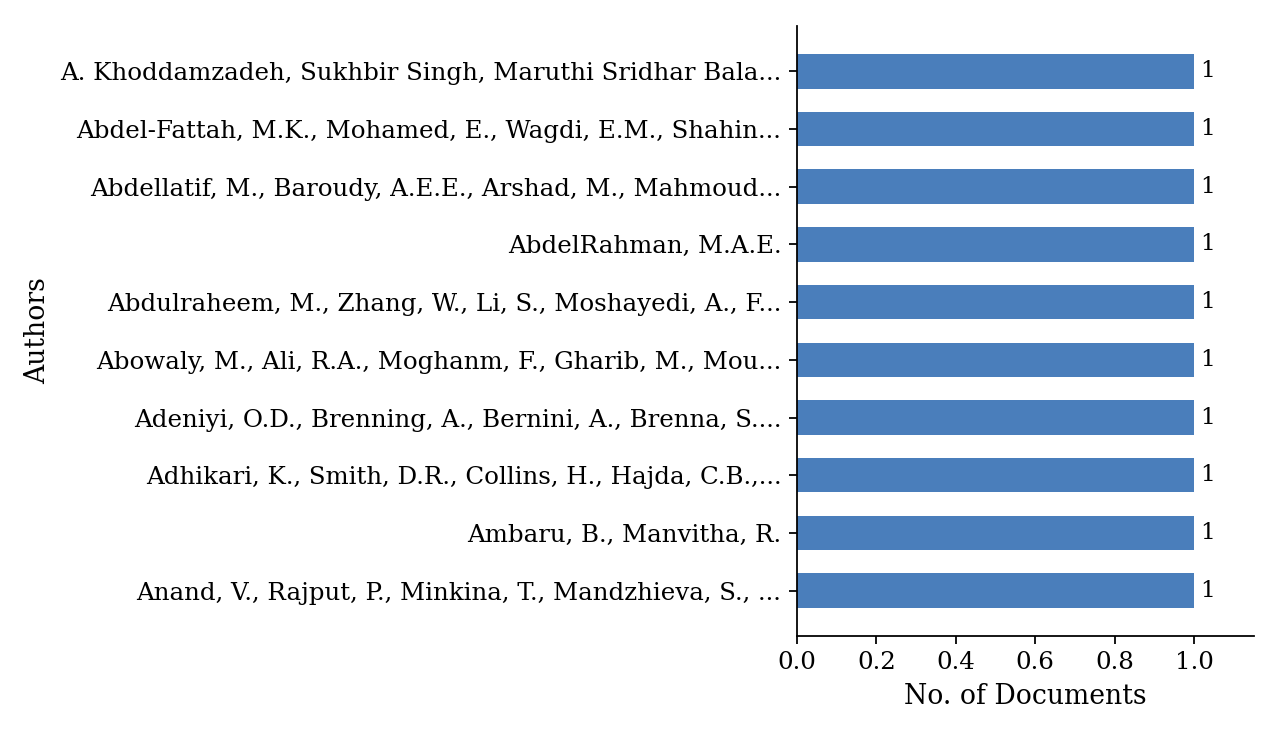 A. Khoddamzadeh, Sukhbir Singh, Maruthi Sridhar Bala... 1
Abdel-Fattah, M.K., Mohamed, E., Wagdi, E.M., Shahin... 1
Abdellatif, M., Baroudy, A.E.E., Arshad, M., Mahmoud... 1
AbdelRahman, M.A.E. 1
Abdulraheem, M., Zhang, W., Li, S., Moshayedi, A., F... 1
Abowaly, M., Ali, R.A., Moghanm, F., Gharib, M., Mou... 1
Adeniyi, O.D., Brenning, A., Bernini, A., Brenna, S.... 1
Adhikari, K., Smith, D.R., Collins, H., Hajda, C.B.,... 1
Ambaru, B., Manvitha, R. 1
Anand, V., Rajput, P., Minkina, T., Mandzhieva, S., ... 1
Authors
0.0 0.2 0.4 0.6 0.8 1.0
No. of Documents